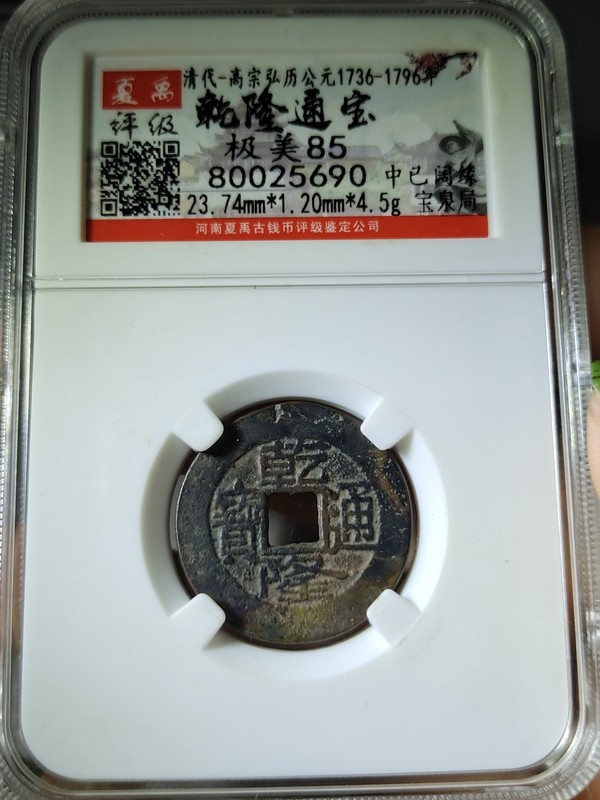 夏禹
评级
清代-高宗弘历公元1736-1796年
乾隆通宝
极美85
80025690 中已阔缘
23.74mm*1.20mm*4.5g 宝泉局
河南夏禹古钱币评级鉴定公司
乾隆通寶